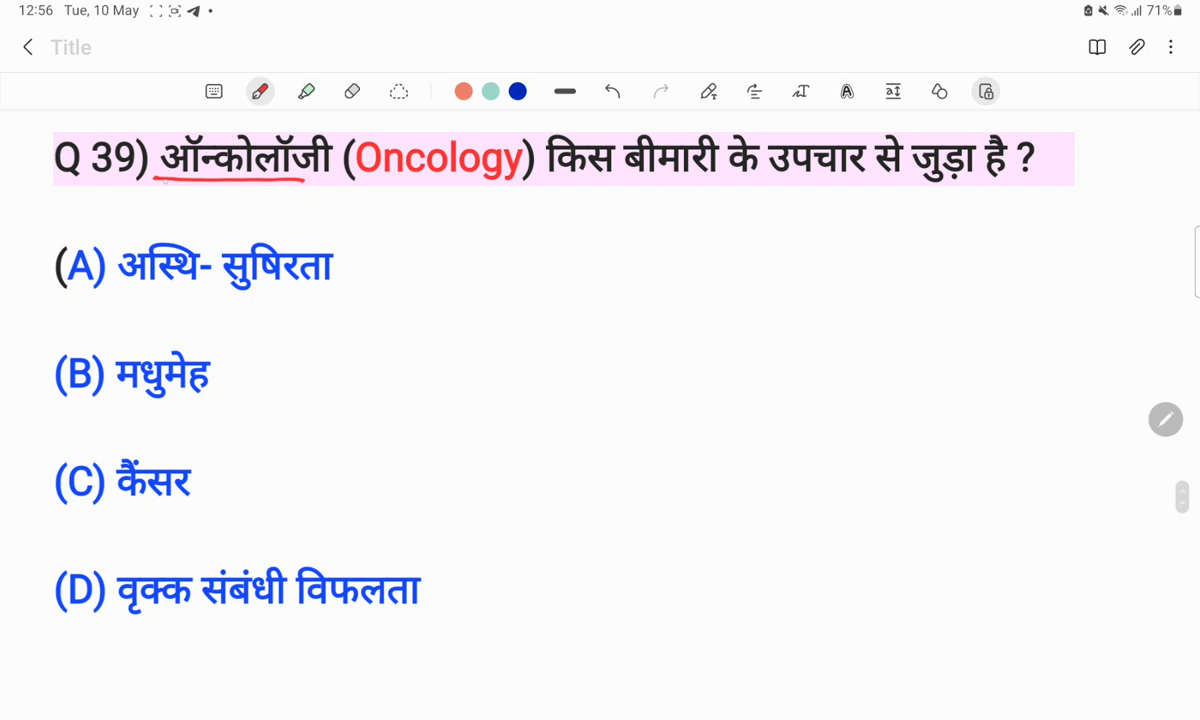 12:56 Tue, 10 May 71%
Title
Q 39) ऑन्कोलॉजी (Oncology) किस बीमारी के उपचार से जुड़ा है ?
(A) अस्थि- सुषिरता
(B) मधुमेह
(C) कैंसर
(D) वृक्क संबंधी विफलता